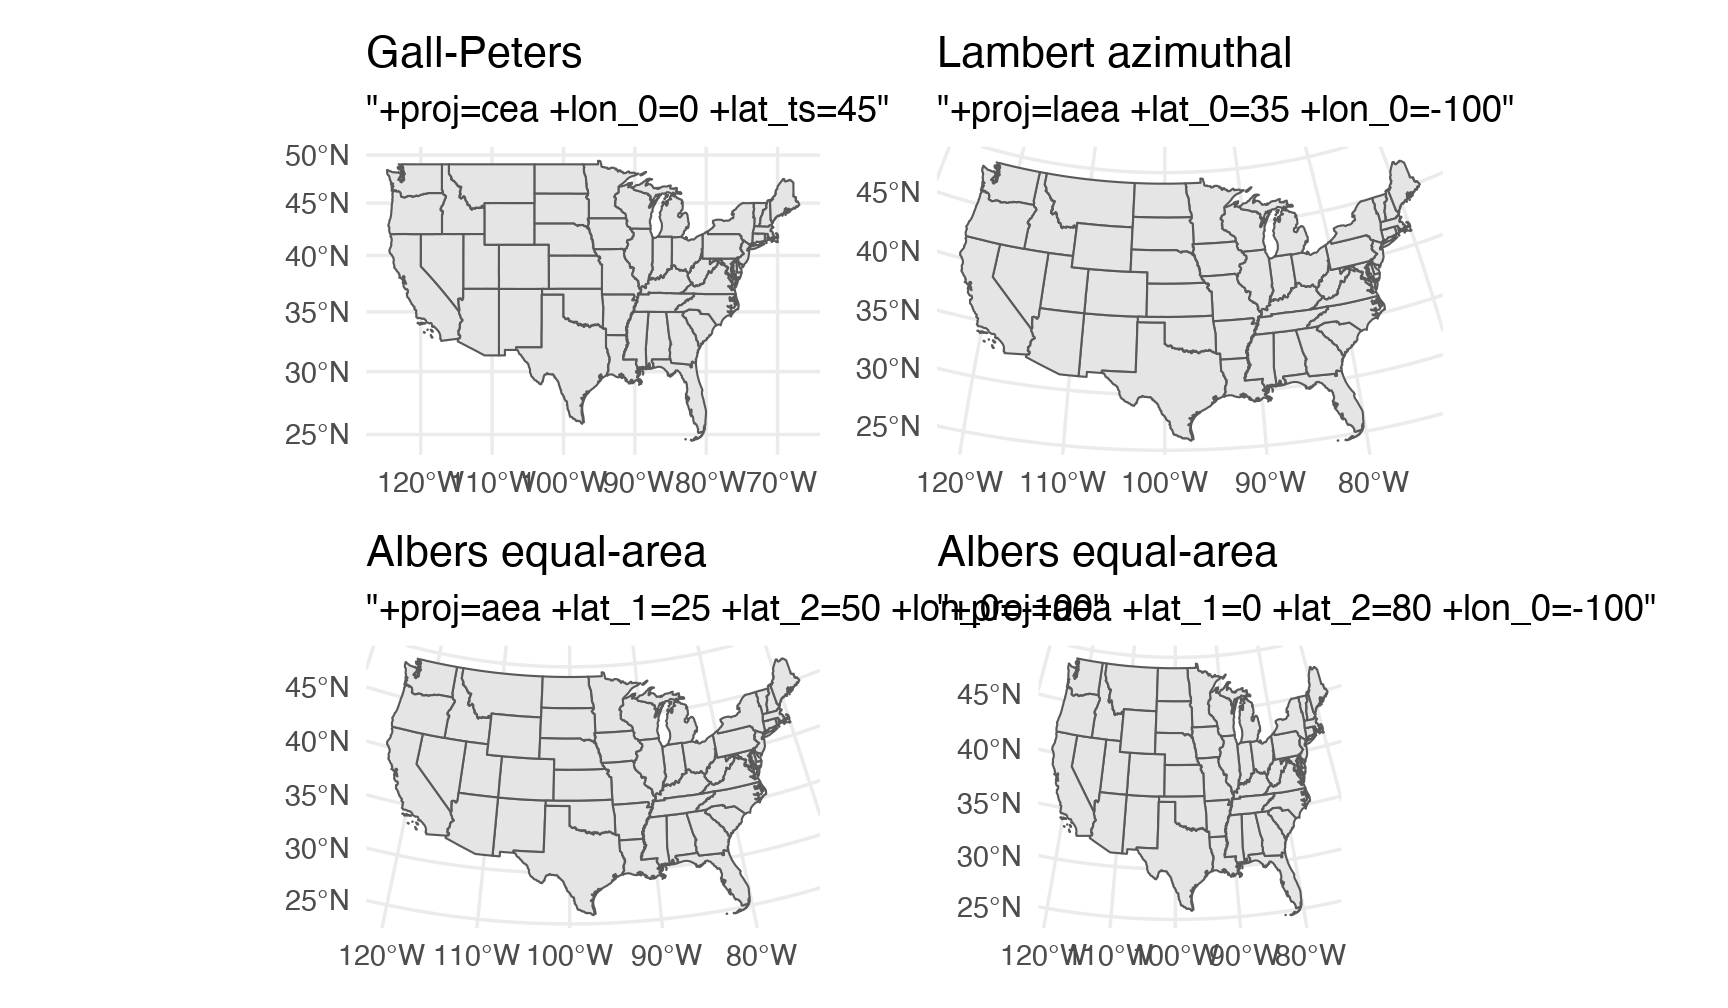 Gall-Peters
"+proj=cea +lon_0=0 +lat_ts=45"
50°N
45°N
40°N
35°N
30°N
25°N
120°W 110°W 100°W 90°W 80°W 70°W
Lambert azimuthal
"+proj=laea +lat_0=35 +lon_0=-100"
45°N
40°N
35°N
30°N
25°N
120°W 110°W 100°W 90°W 80°W
Albers equal-area
"+proj=aea +lat_1=25 +lat_2=50 +lon_0=-100"
45°N
40°N
35°N
30°N
25°N
120°W 110°W 100°W 90°W 80°W
Albers equal-area
"+proj=aea +lat_1=0 +lat_2=80 +lon_0=-100"
45°N
40°N
35°N
30°N
25°N
120°W 110°W 100°W 90°W 80°W